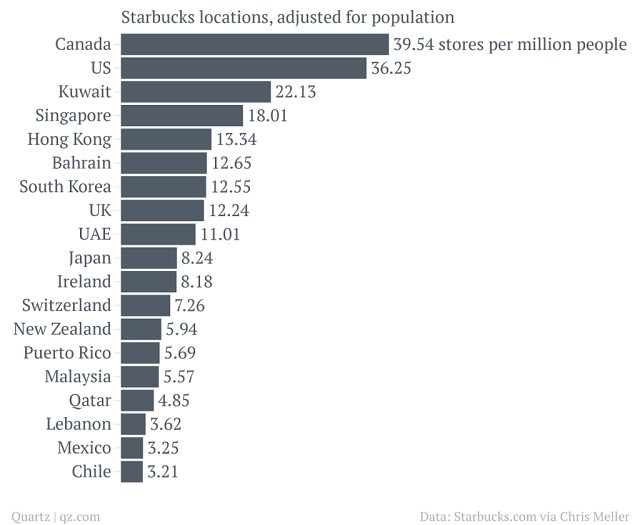 Starbucks locations, adjusted for population
Canada 39.54 stores per million people
US 36.25
Kuwait 22.13
Singapore 18.01
Hong Kong 13.34
Bahrain 12.65
South Korea 12.55
UK 12.24
UAE 11.01
Japan 8.24
Ireland 8.18
Switzerland 7.26
New Zealand 5.94
Puerto Rico 5.69
Malaysia 5.57
Qatar 4.85
Lebanon 3.62
Mexico 3.25
Chile 3.21
Quartz | qz.com Data: Starbucks.com via Chris Meller